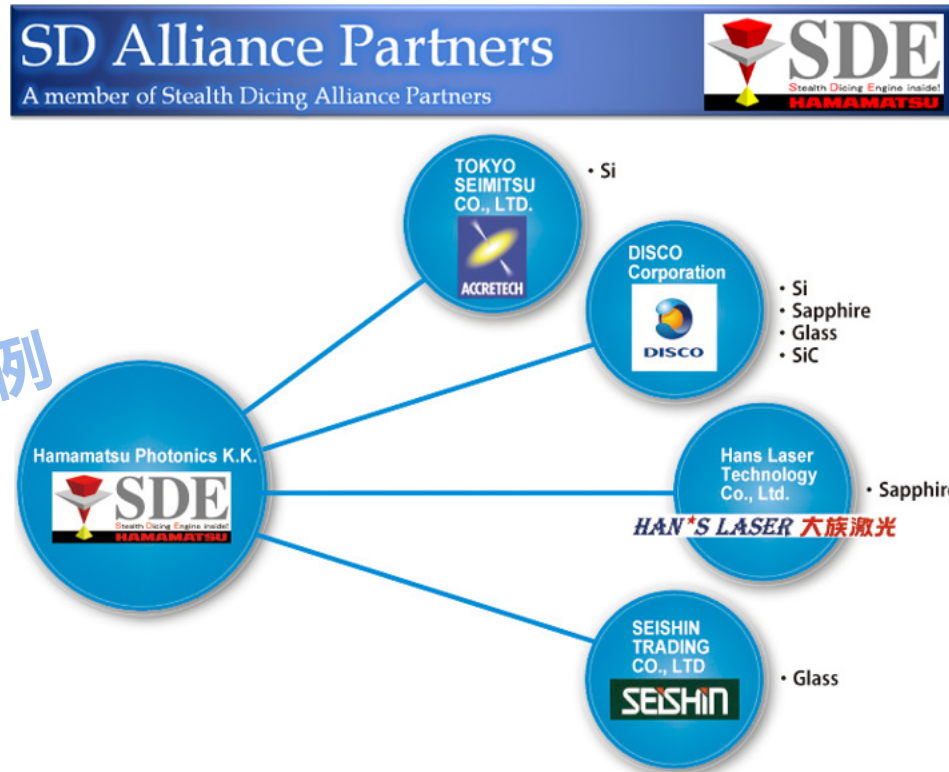 SD Alliance Partners
A member of Stealth Dicing Alliance Partners
SDE
Stealth Dicing Engine inside!
HAMAMATSU
TOKYO
SEIMITSU
CO., LTD.
ACCRETECH
・Si
DISCO
Corporation
DISCO
・Si
・Sapphire
・Glass
・SiC
例
Hamamatsu Photonics K.K.
SDE
Stealth Dicing Engine inside!
HAMAMATSU
Hans Laser
Technology
Co., Ltd.
HAN*S LASER 大族激光
・Sapphire
SEISHIN
TRADING
CO., LTD
SEISHIN
・Glass